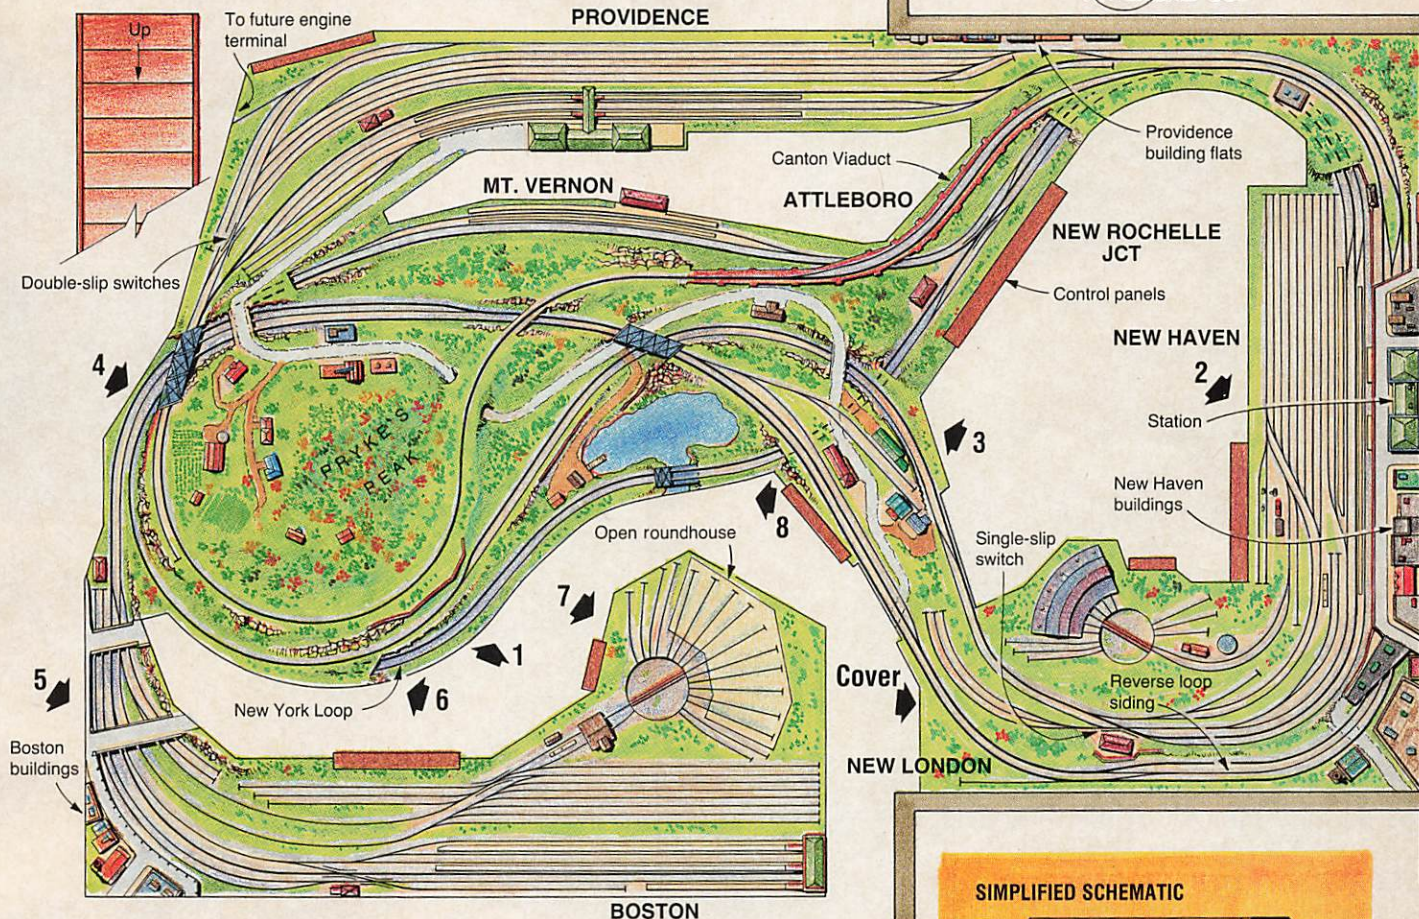 PROVIDENCE
Up
To future engine
terminal
Providence
building flats
Canton Viaduct
MT. VERNON
ATTLEBORO
NEW ROCHELLE
JCT
Double-slip switches
Control panels
NEW HAVEN
4
2
Station
PRYKE'S
PEAK
3
New Haven
buildings
8
Open roundhouse
Single-slip
switch
7
1
Cover
5
6
New York Loop
Reverse loop
siding
Boston
buildings
NEW LONDON
SIMPLIFIED SCHEMATIC
BOSTON